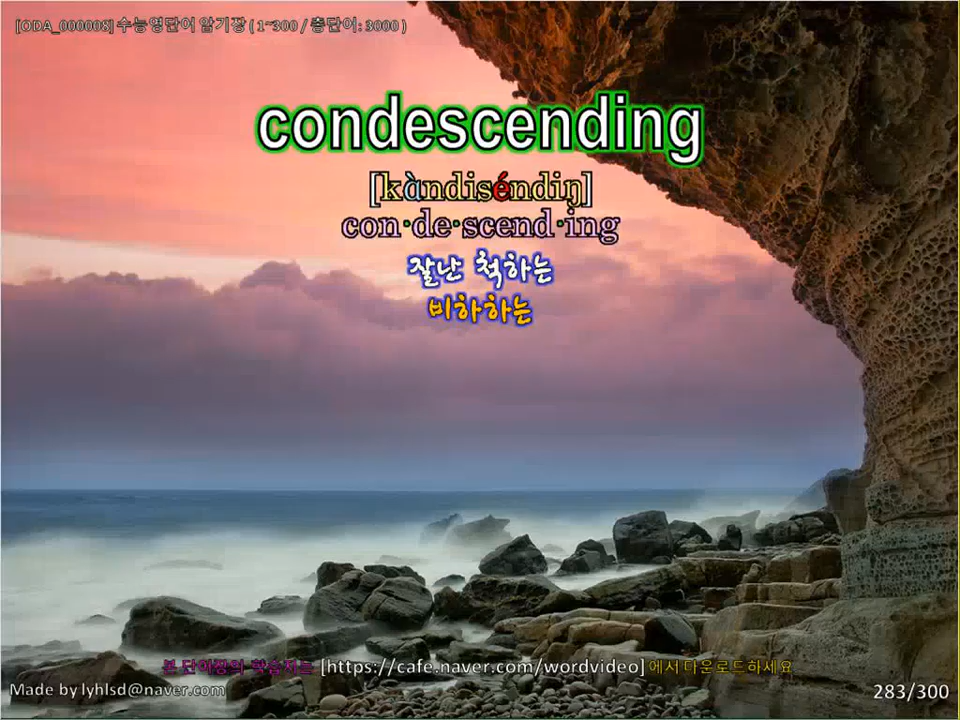 [ODA_000008] 수능영단어 암기장 ( 1~300 / 총단어: 3000 )
condescending
[kàndiséndiŋ]
con·de·scend·ing
잘난 척하는
비하하는
본 단어장의 학습자료는 [https://cafe.naver.com/wordvideo] 에서 다운로드하세요
Made by lyhlsd@naver.com
283/300